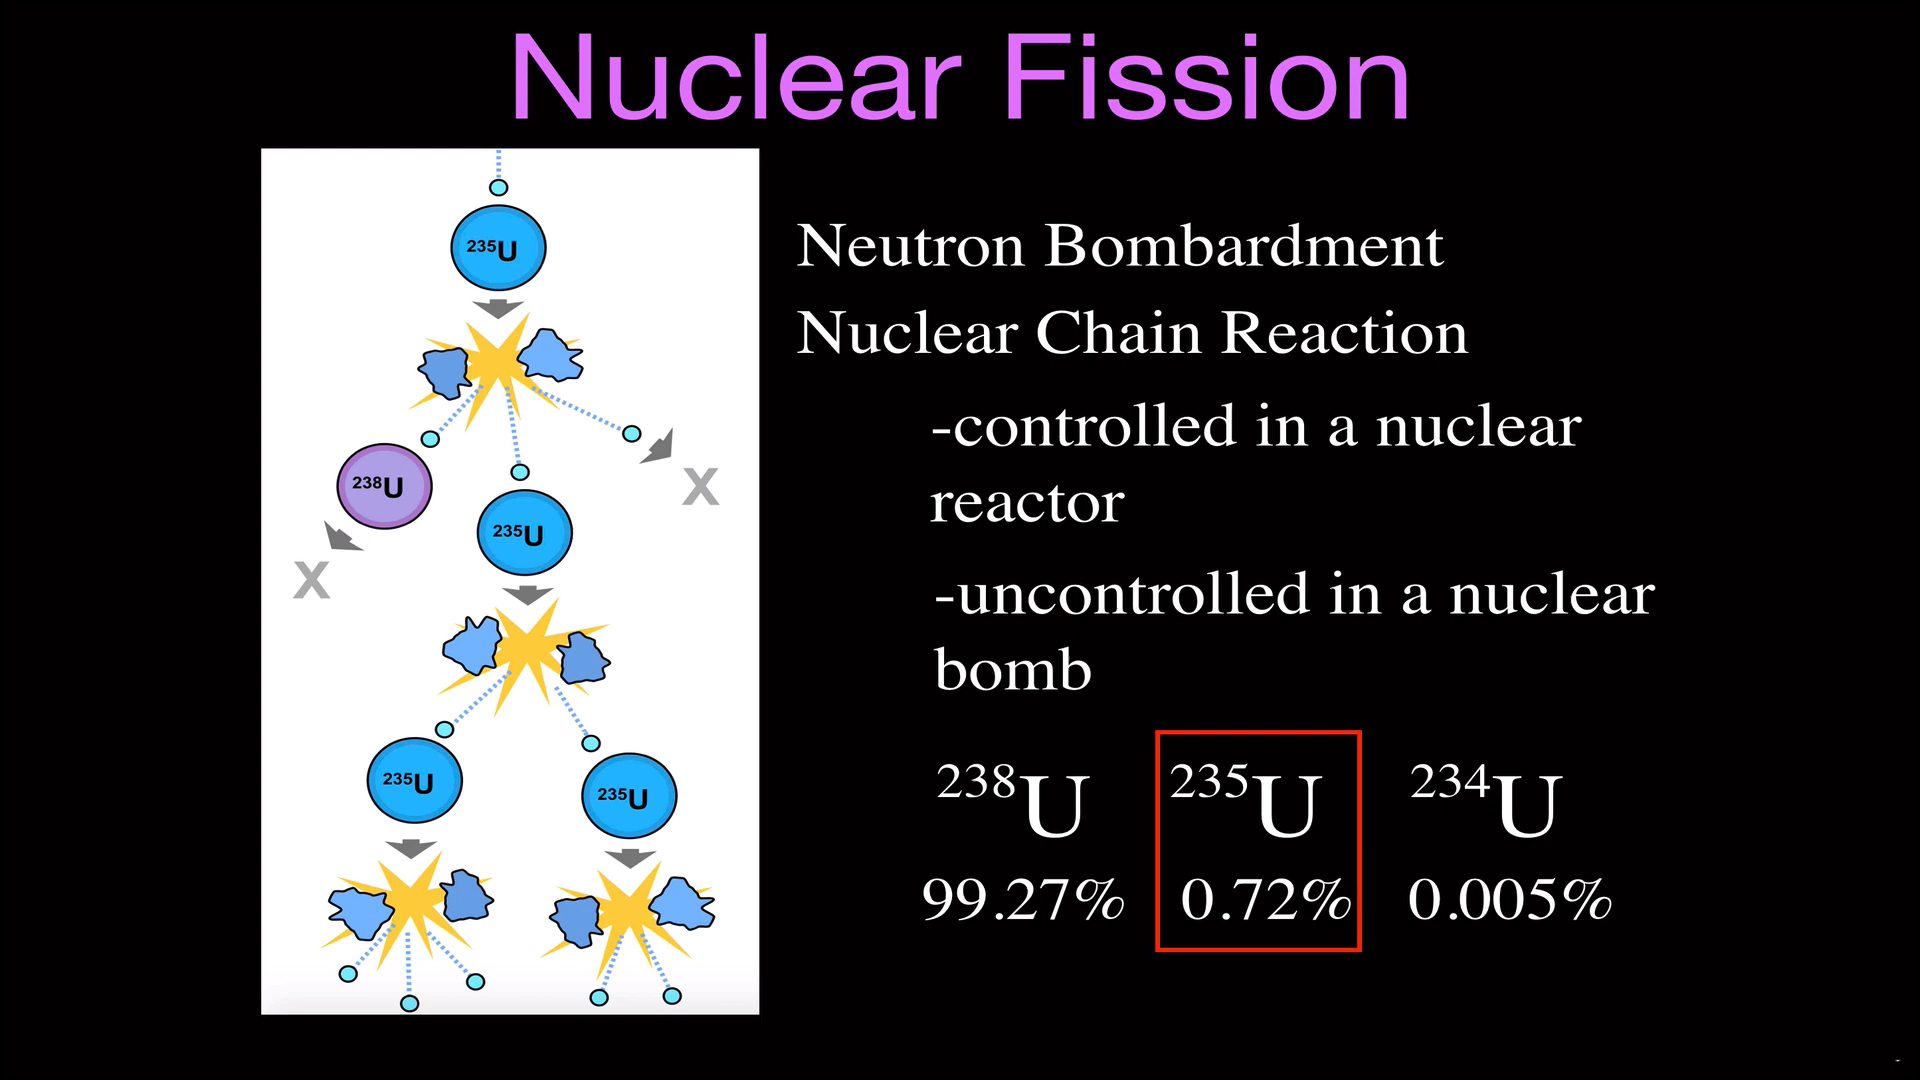 Nuclear Fission
²³⁵U
²³⁸U
X
²³⁵U
X
²³⁵U
²³⁵U
Neutron Bombardment
Nuclear Chain Reaction
-controlled in a nuclear
reactor
-uncontrolled in a nuclear
bomb
²³⁸U ²³⁵U ²³⁴U
99.27% 0.72% 0.005%